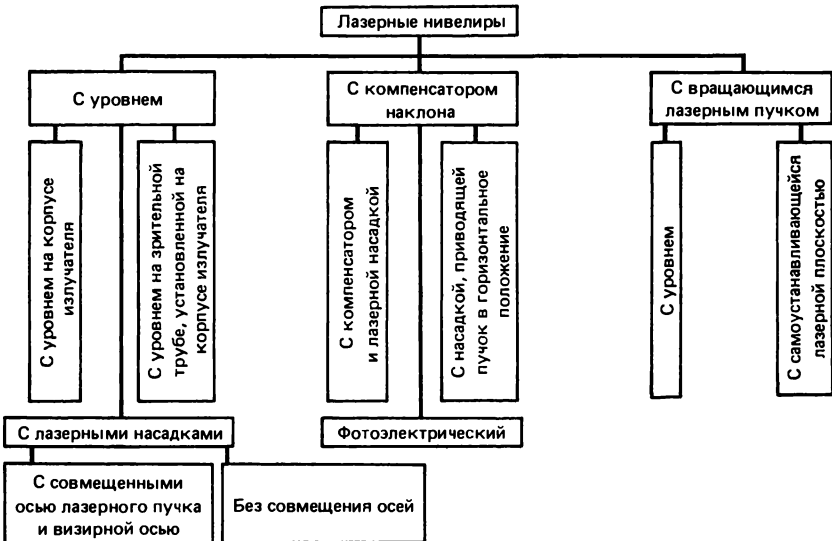 Лазерные нивелиры
С уровнем
С компенсатором
наклона
С вращающимся
лазерным пучком
С уровнем на корпусе
излучателя
С уровнем на зрительной
трубе, установленной на
корпусе излучателя
С компенсатором
и лазерной насадкой
С насадкой, приводящей
пучок в горизонтальное
положение
С уровнем
С самоустанавливающейся
лазерной плоскостью
С лазерными насадками
Фотоэлектрический
С совмещенными
осью лазерного пучка
и визирной осью
Без совмещения осей